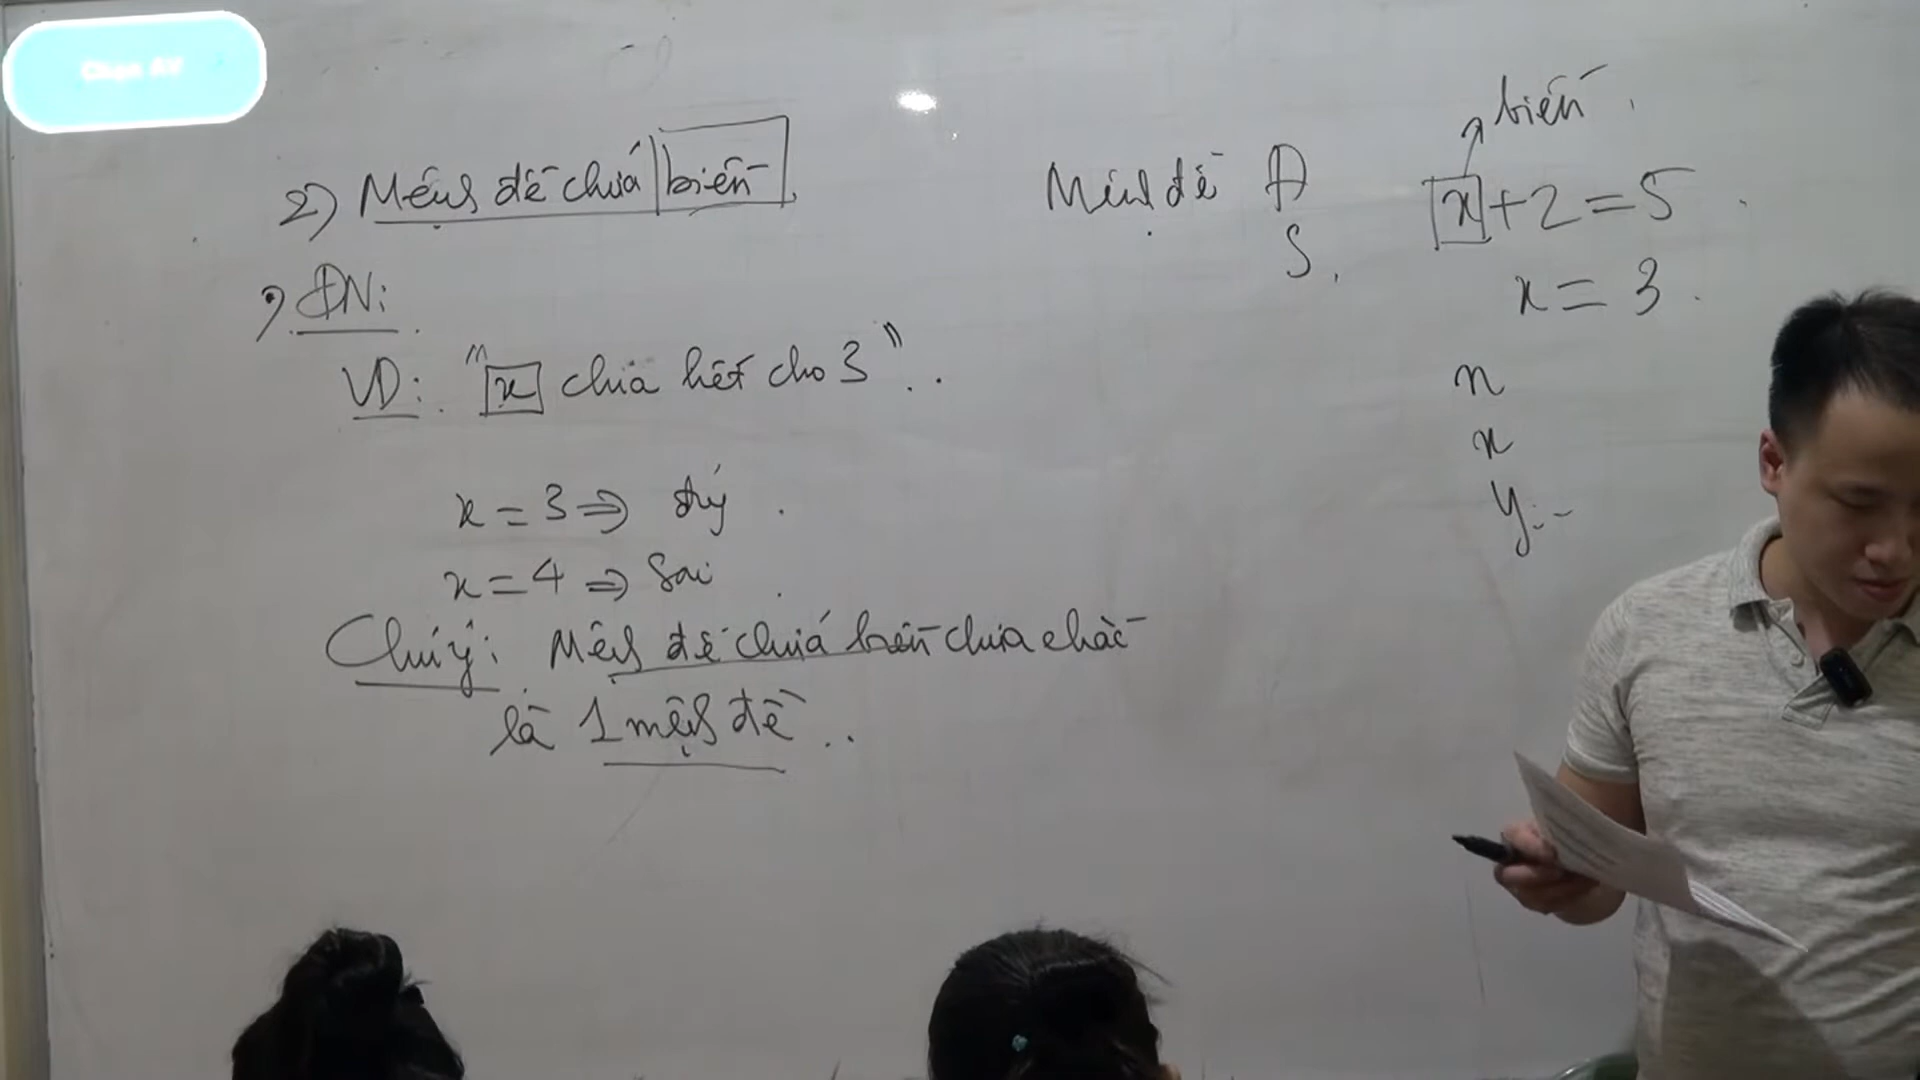 2) Mệnh đề chứa biến
ĐN:
VD: "x chia hết cho 3"..
x = 3 ⇒ đúng.
x = 4 ⇒ Sai.
Chú ý: Mệnh đề chứa biến chưa chắc
là 1 mệnh đề..
Mệnh đề Đ
S.
biến.
x + 2 = 5.
x = 3.
n
x
y...